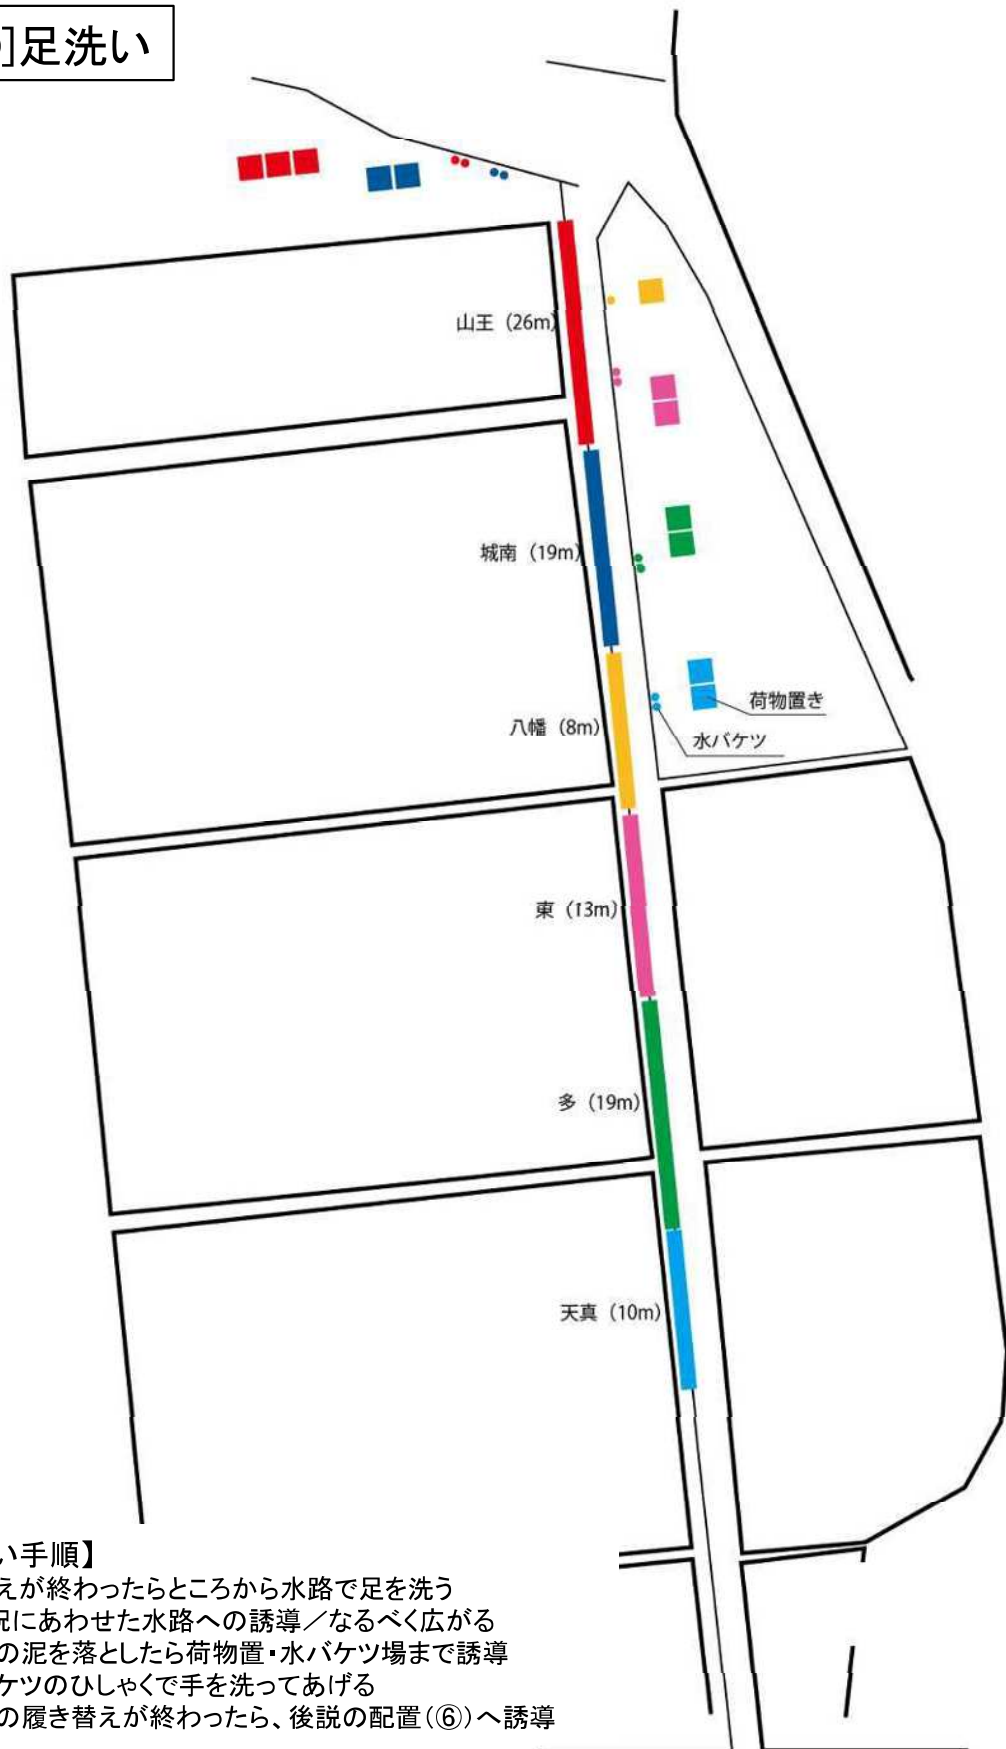 ]足洗い
山王（26m）
城南（19m）
八幡（8m）
荷物置き
水バケツ
東（13m）
多（19m）
天真（10m）
い手順】
えが終わったらところから水路で足を洗う
況にあわせた水路への誘導／なるべく広がる
の泥を落としたら荷物置・水バケツ場まで誘導
ケツのひしゃくで手を洗ってあげる
の履き替えが終わったら、後説の配置(⑥)へ誘導